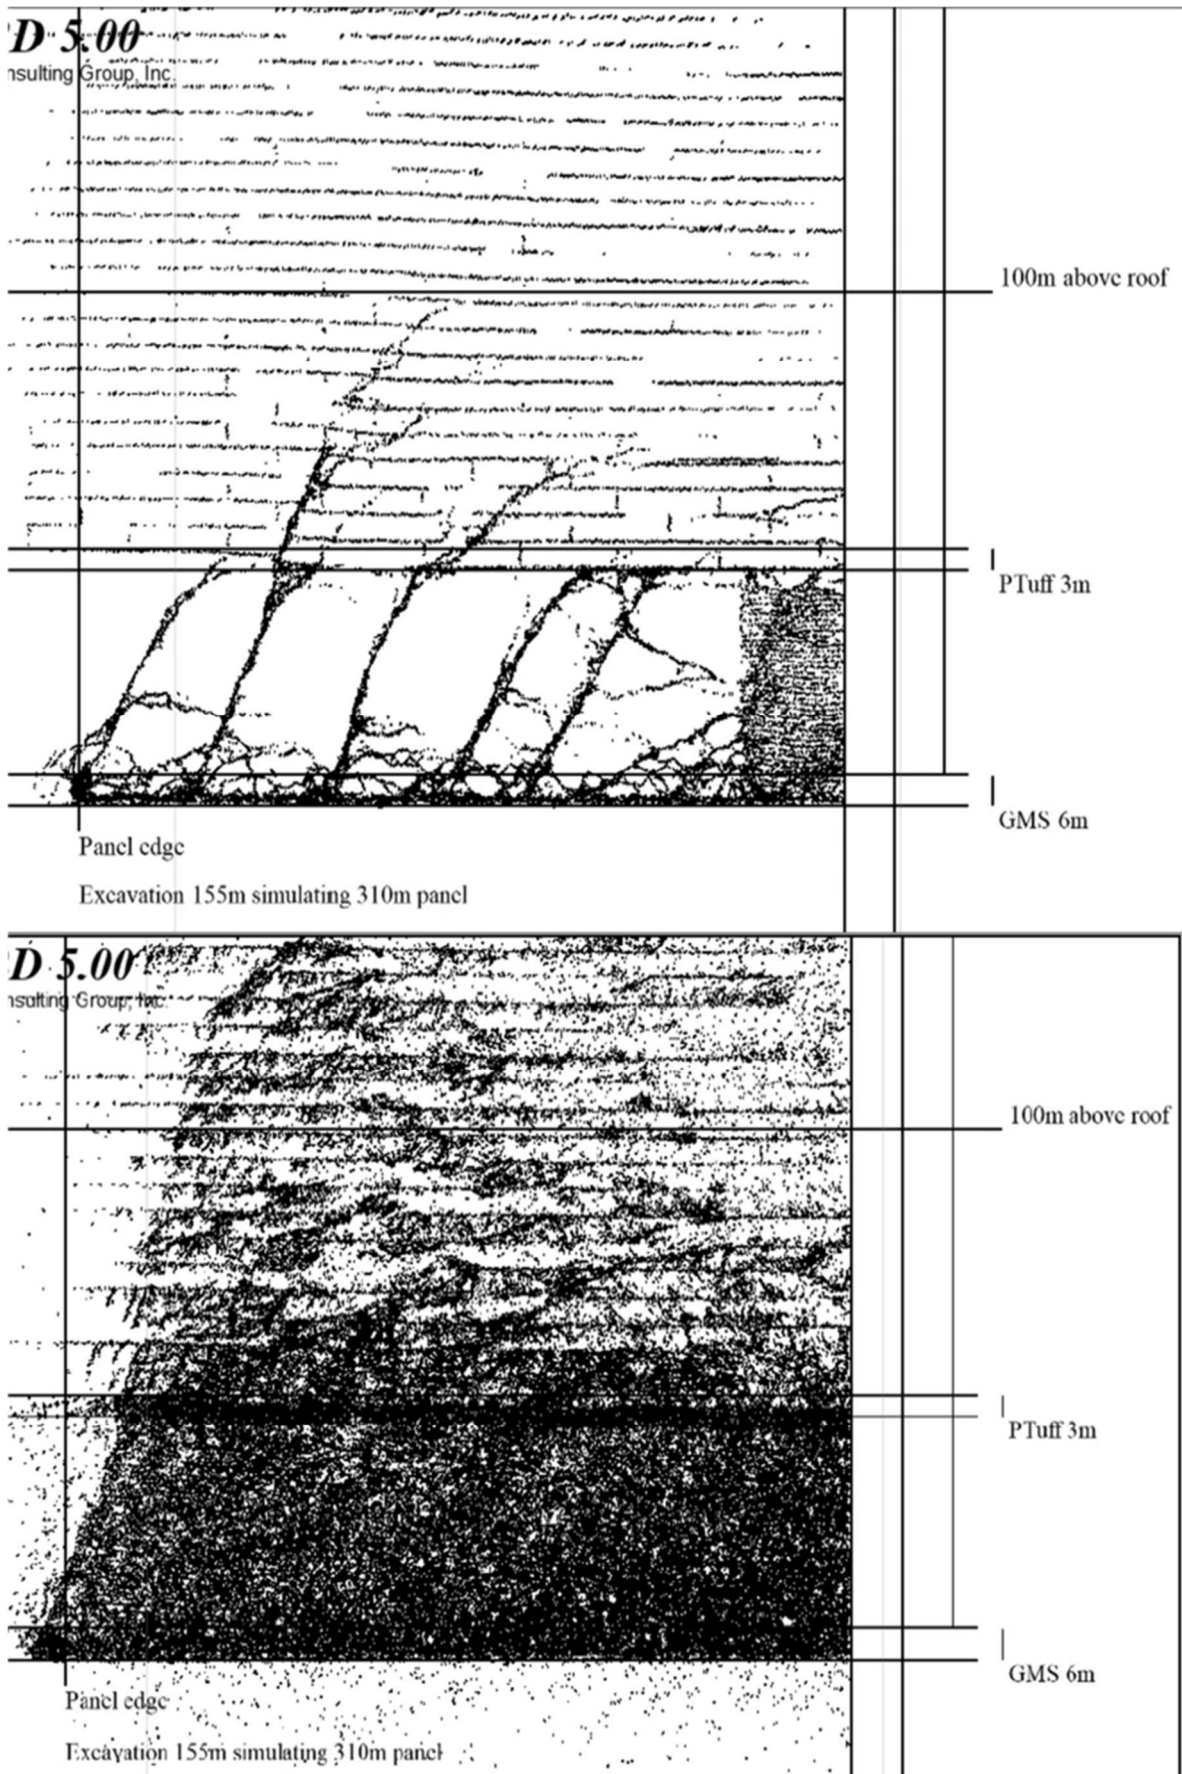 D 5.00
nsulting Group, Inc.
100m above roof
PTuff 3m
GMS 6m
Panel edge
Excavation 155m simulating 310m panel
D 5.00
nsulting Group, Inc.
100m above roof
PTuff 3m
GMS 6m
Panel edge
Excavation 155m simulating 310m panel